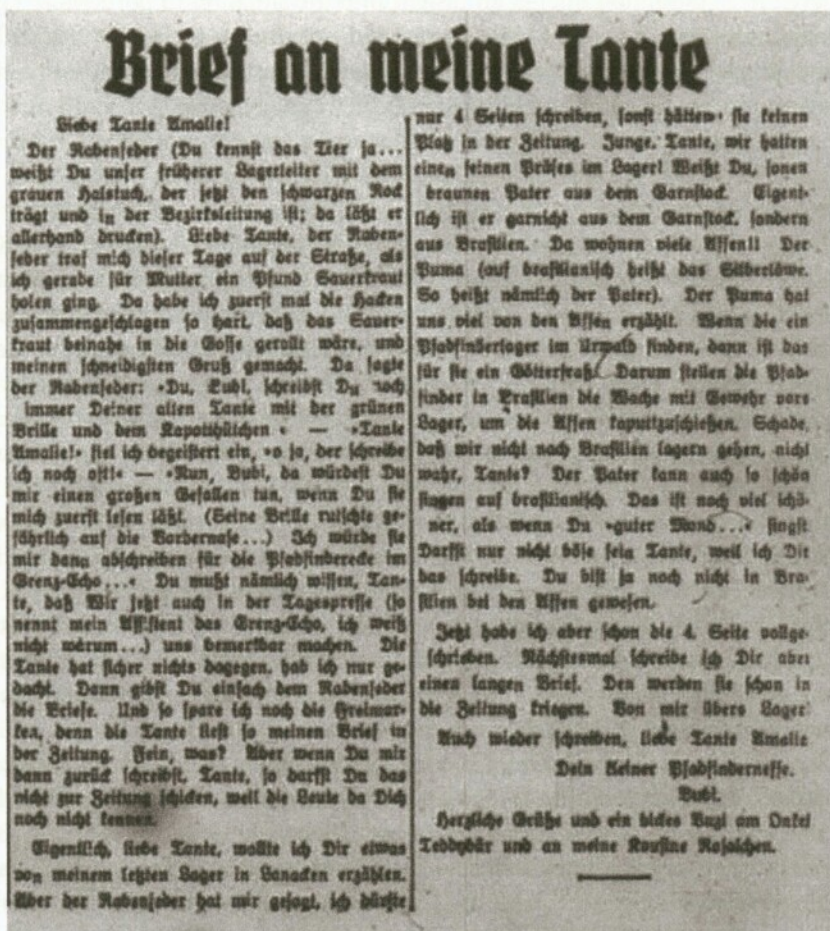 Brief an meine Tante
Liebe Tante Amalie!
Der Rabenfeder (Du kennst das Tier ja...
weißt Du unser früherer Lagerleiter mit dem
grauen Halstuch, der jetzt den schwarzen Rock
trägt und in der Bezirksleitung ist; da läßt er
allerhand drucken). Liebe Tante, der Raben-
feder traf mich dieser Tage auf der Straße, als
ich gerade für Mutter ein Pfund Sauerkraut
holen ging. Da habe ich zuerst mal die Hacken
zusammengeschlagen so hart, daß das Sauer-
kraut beinahe in die Gosse gerollt wäre, und
meinen schneidigsten Gruß gemacht. Da sagte
der Rabenfeder: »Du, Bubi, schreibst Du noch
immer Deiner alten Tante mit der grünen
Brille und dem Kapotthütchen « — »Tante
Amalie!« fiel ich begeistert ein, »o ja, der schreibe
ich noch oft!« — »Nun, Bubi, da würdest Du
mir einen großen Gefallen tun, wenn Du sie
mich zuerst lesen läßt. (Seine Brille rutschte ge-
fährlich auf die Vordernase...) Ich würde sie
mir dann abschreiben für die Pfadfinderecke im
Grenz-Echo...« Du mußt nämlich wissen, Tan-
te, daß Wir jetzt auch in der Tagespresse (so
nennt mein Assistent das Grenz-Echo, ich weiß
nicht warum...) uns bemerkbar machen. Die
Tante hat sicher nichts dagegen, hab ich nur ge-
dacht. Dann gibst Du einfach dem Rabenfeder
die Briefe. Und so spare ich noch die Freimar-
ken, denn die Tante liest so meinen Brief in
der Zeitung. Fein, was? Aber wenn Du mir
dann zurück schreibst, Tante, so darfst Du das
nicht zur Zeitung schicken, weil die Leute da Dich
noch nicht kennen.
Eigentlich, liebe Tante, wollte ich Dir etwas
von meinem letzten Lager in Lanacken erzählen.
Aber der Rabenfeder hat mir gesagt, ich dürfte
nur 4 Seiten schreiben, sonst hätten sie keinen
Platz in der Zeitung. Junge, Tante, wir hatten
einen feinen Präses im Lager! Weißt Du, sonen
braunen Pater aus dem Garnstock. Eigent-
lich ist er garnicht aus dem Garnstock, sondern
aus Brasilien. Da wohnen viele Affen!! Der
Puma (auf brasilianisch heißt das Silberlöwe.
So heißt nämlich der Pater). Der Puma hat
uns viel von den Affen erzählt. Wenn die ein
Pfadfinderlager im Urwald finden, dann ist das
für sie ein Götterfraß. Darum stellen die Pfad-
finder in Brasilien die Wache mit Gewehr vors
Lager, um die Affen kaputtzuschießen. Schade,
daß wir nicht nach Brasilien lagern gehen, nicht
wahr, Tante? Der Pater kann auch so schön
singen auf brasilianisch. Das ist noch viel schö-
ner, als wenn Du »guter Mond...« singst
Darfst nur nicht böse sein Tante, weil ich Dir
das schreibe. Du bist ja noch nicht in Bra-
silien bei den Affen gewesen.
Jetzt habe ich aber schon die 4. Seite vollge-
schrieben. Nächstesmal schreibe ich Dir aber
einen langen Brief. Den werden sie schon in
die Zeitung kriegen. Von mir übers Lager
Auch wieder schreiben, liebe Tante Amalie
Dein kleiner Pfadfinderneffe.
Bubi.
Herzliche Grüße und ein dickes Buzi am Onkel
Teddybär und an meine Kousine Rosalchen.